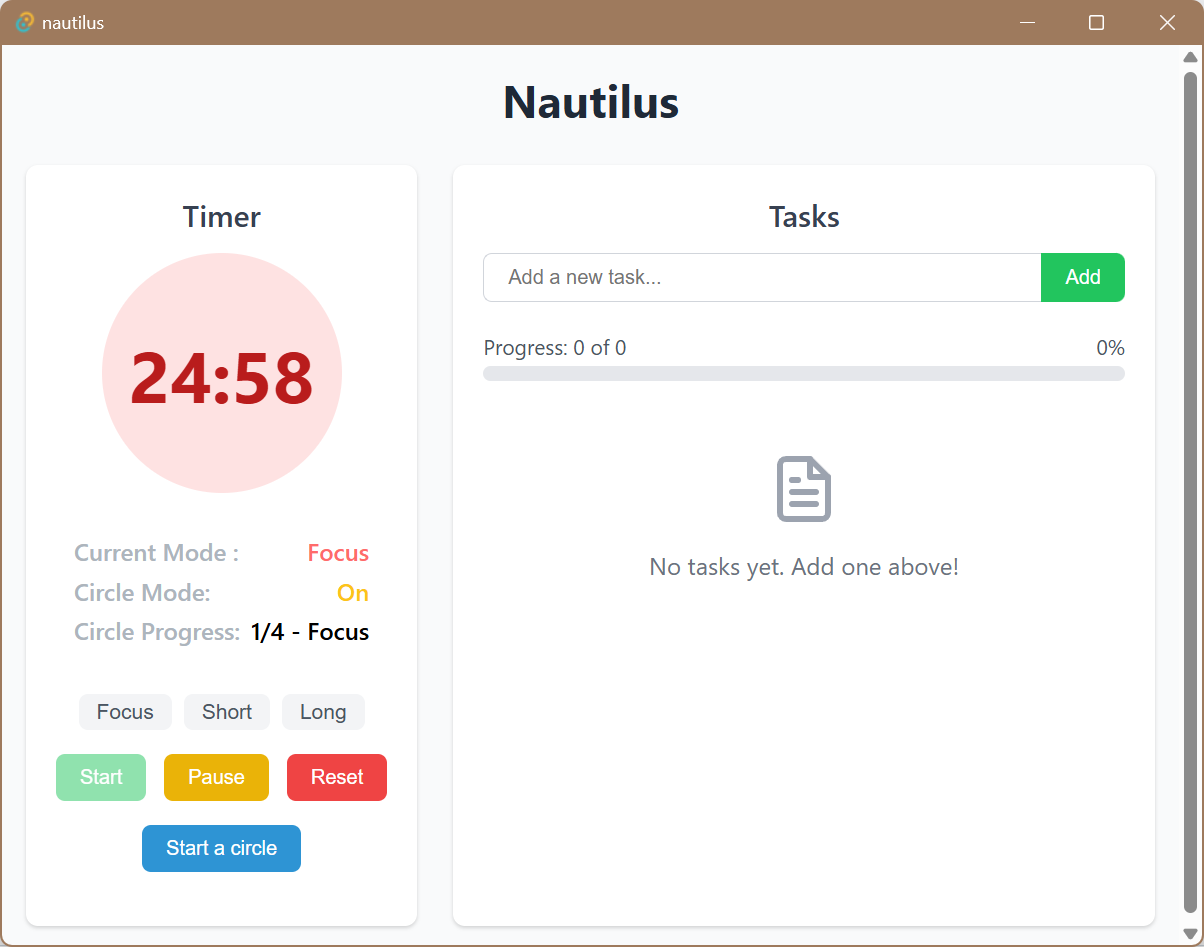 nautilus
Nautilus
Timer
24:58
Current Mode : Focus
Circle Mode: On
Circle Progress: 1/4 - Focus
Focus Short Long
Start Pause Reset
Start a circle
Tasks
Add a new task... Add
Progress: 0 of 0 0%
No tasks yet. Add one above!